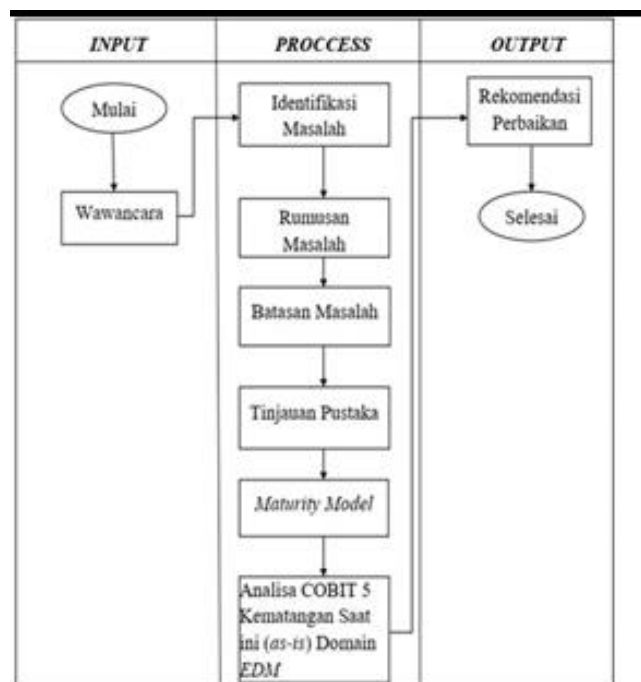 INPUT
PROCCESS
OUTPUT
Mulai
Wawancara
Identifikasi
Masalah
Rumusan
Masalah
Batasan Masalah
Tinjauan Pustaka
Maturity Model
Analisa COBIT 5
Kematangan Saat
ini (as-is) Domain
EDM
Rekomendasi
Perbaikan
Selesai